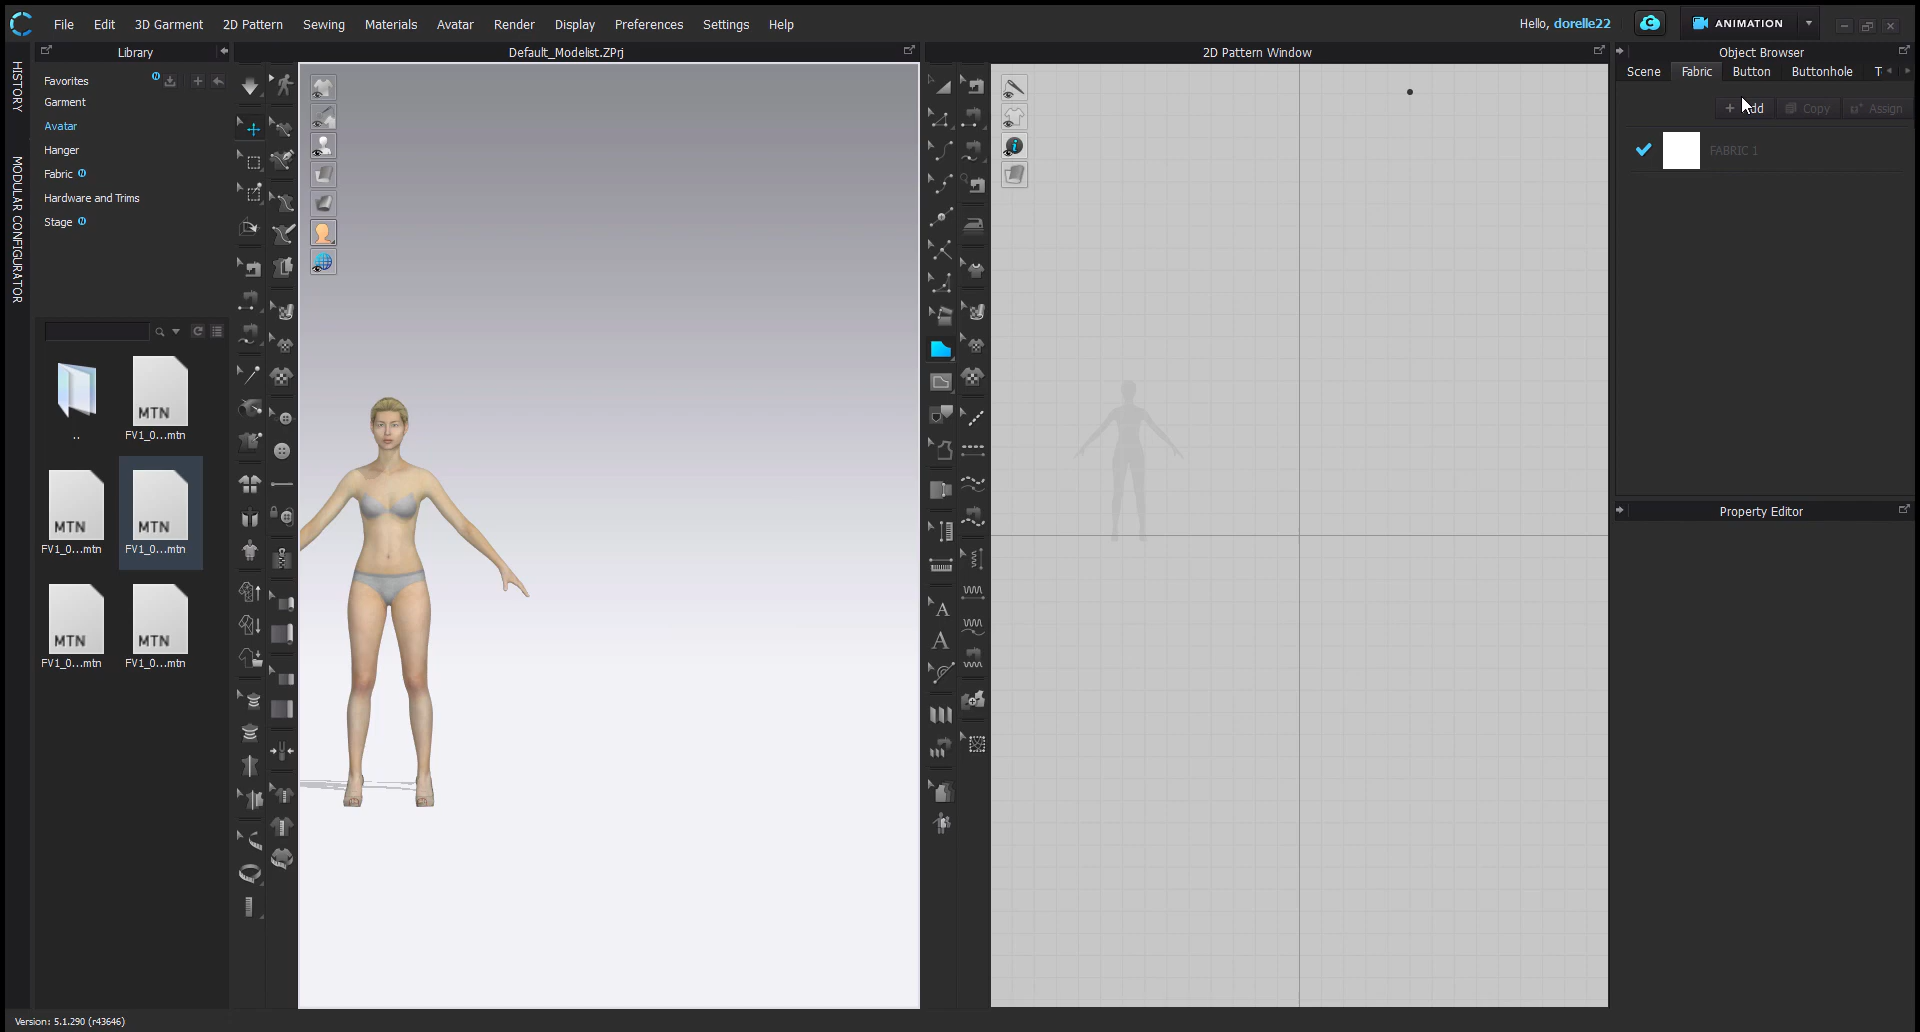 File Edit 3D Garment 2D Pattern Sewing Materials Avatar Render Display Preferences Settings Help
Hello, dorelle22
ANIMATION
Library
Default_Modelist.ZPrj
2D Pattern Window
Object Browser
HISTORY
MODULAR CONFIGURATOR
Favorites
Garment
Avatar
Hanger
Fabric
Hardware and Trims
Stage
Scene Fabric Button Buttonhole
Copy Assign
FABRIC 1
MTN
.. FV1_0...mtn
MTN MTN
FV1_0...mtn FV1_0...mtn
MTN MTN
FV1_0...mtn FV1_0...mtn
A
A
Property Editor
Version: 5.1.290 (r43646)